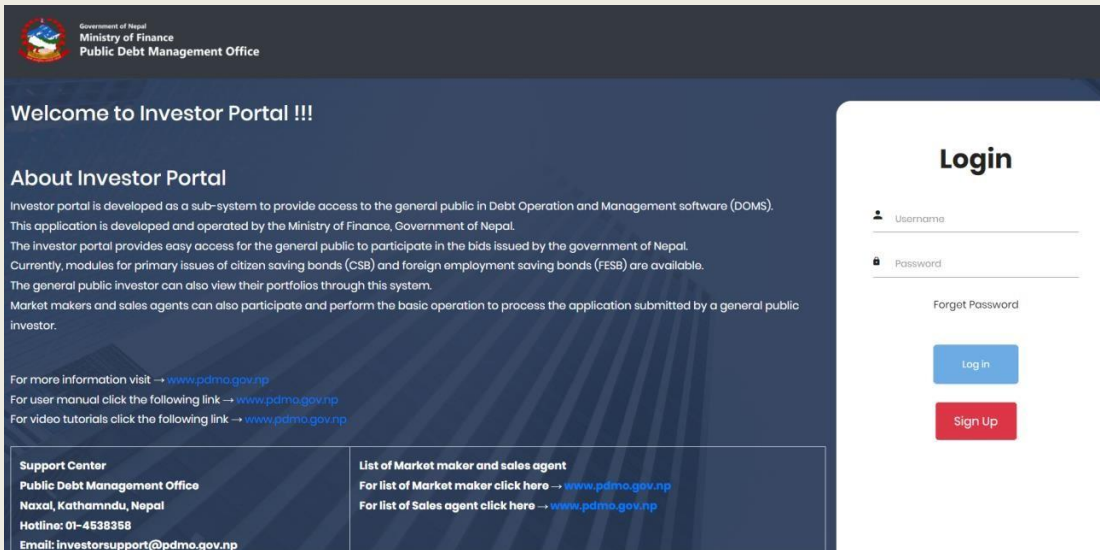 Government of Nepal
Ministry of Finance
Public Debt Management Office
Welcome to Investor Portal !!!
About Investor Portal
Investor portal is developed as a sub-system to provide access to the general public in Debt Operation and Management software (DOMS).
This application is developed and operated by the Ministry of Finance, Government of Nepal.
The investor portal provides easy access for the general public to participate in the bids issued by the government of Nepal.
Currently, modules for primary issues of citizen saving bonds (CSB) and foreign employment saving bonds (FESB) are available.
The general public investor can also view their portfolios through this system.
Market makers and sales agents can also participate and perform the basic operation to process the application submitted by a general public
investor.
For more information visit → www.pdmo.gov.np
For user manual click the following link → www.pdmo.gov.np
For video tutorials click the following link → www.pdmo.gov.np
Support Center
Public Debt Management Office
Naxal, Kathamndu, Nepal
Hotline: 01-4538358
Email: investorsupport@pdmo.gov.np
List of Market maker and sales agent
For list of Market maker click here → www.pdmo.gov.np
For list of Sales agent click here → www.pdmo.gov.np
Login
Username
Password
Forget Password
Log in
Sign Up